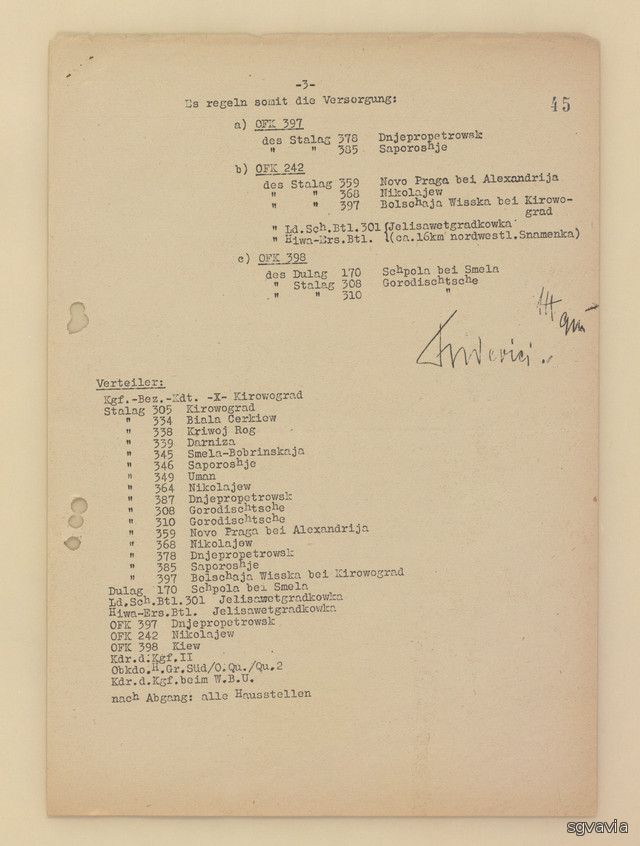 -3-
45
Es regeln somit die Versorgung:
a) OFK 397
des Stalag 378 Dnjepropetrowsk
" " 385 Saporoshje
b) OFK 242
des Stalag 359 Novo Praga bei Alexandrija
" " 368 Nikolajew
" " 397 Bolschaja Wisska bei Kirowo-
grad
" Ld.Sch.Btl.301 (Jelisawetgradkowka
" Hiwa-Ers.Btl. (ca.16km nordwestl.Snamenka)
c) OFK 398
des Dulag 170 Schpola bei Smela
" Stalag 308 Gorodischtsche
" " 310 "
Verteiler:
Kgf.-Bez.-Kdt. -X- Kirowograd
Stalag 305 Kirowograd
" 334 Biala Cerkiew
" 338 Kriwoj Rog
" 339 Darniza
" 345 Smela-Bobrinskaja
" 346 Saporoshje
" 349 Uman
" 364 Nikolajew
" 387 Dnjepropetrowsk
" 308 Gorodischtsche
" 310 Gorodischtsche
" 359 Novo Praga bei Alexandrija
" 368 Nikolajew
" 378 Dnjepropetrowsk
" 385 Saporoshje
" 397 Bolschaja Wisska bei Kirowograd
Dulag 170 Schpola bei Smela
Ld.Sch.Btl.301 Jelisawetgradkowka
Hiwa-Ers.Btl. Jelisawetgradkowka
OFK 397 Dnjepropetrowsk
OFK 242 Nikolajew
OFK 398 Kiew
Kdr.d.Kgf.II
Obkdo.H.Gr.Süd/O.Qu./Qu.2
Kdr.d.Kgf.beim W.B.U.
nach Abgang: alle Hausstellen
sgvavia